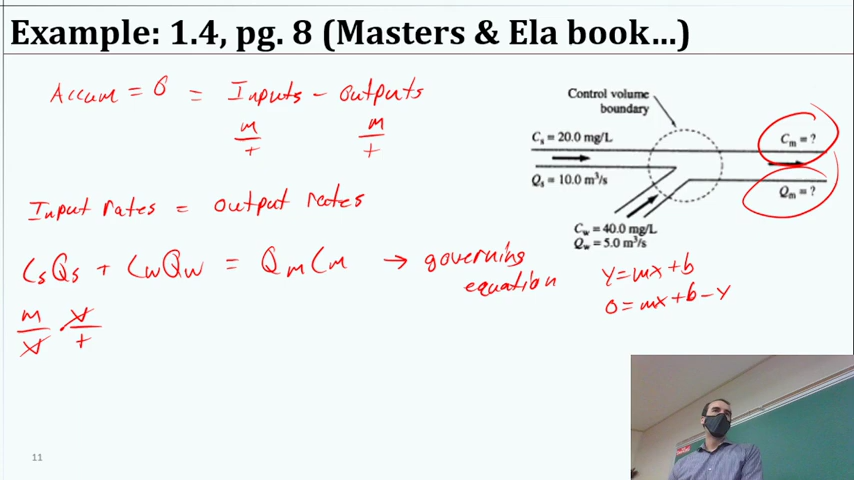 Example: 1.4, pg. 8 (Masters & Ela book...)
Accum = 0 = Inputs - outputs
m/t m/t
Input rates = output rates
CsQs + CwQw = QmCm → governing equation
m/v · v/t
Control volume
boundary
Cs = 20.0 mg/L
Qs = 10.0 m³/s
Cm = ?
Qm = ?
Cw = 40.0 mg/L
Qw = 5.0 m³/s
y = mx + b
0 = mx + b - y
11